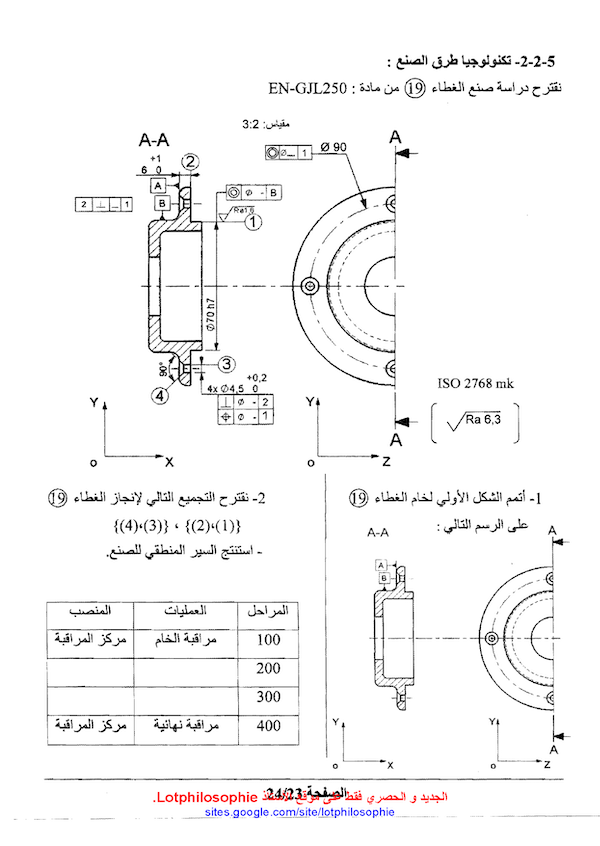 5-2-2- تكنولوجيا طرق الصنع :
نقترح دراسة صنع الغطاء (19) من مادة : EN-GJL250
مقياس: 3:2
A-A
A
Ø 90
Ø 1
+1
6 0
2
A
B
2 ⊥ 1
Ø - B
Ra1,6
1
Ø70 h7
3
90°
4
+0,2
4x Ø4,5 0
⊥ Ø - 2
⌖ Ø - 1
ISO 2768 mk
Ra 6,3
A
Y
o
X
Y
o
Z
1- أتمم الشكل الأولي لخام الغطاء (19)
على الرسم التالي :
A-A
A
A
B
Y
o
X
Y
o
Z
A
2- نقترح التجميع التالي لإنجاز الغطاء (19)
{(1)،(2)} ، {(3)،(4)}
- استنتج السير المنطقي للصنع.
المراحل العمليات المنصب
100 مراقبة الخام مركز المراقبة
200
300
400 مراقبة نهائية مركز المراقبة
الصفحة 24/23
الجديد و الحصري فقط على موقع الأستاذ Lotphilosophie.
sites.google.com/site/lotphilosophie